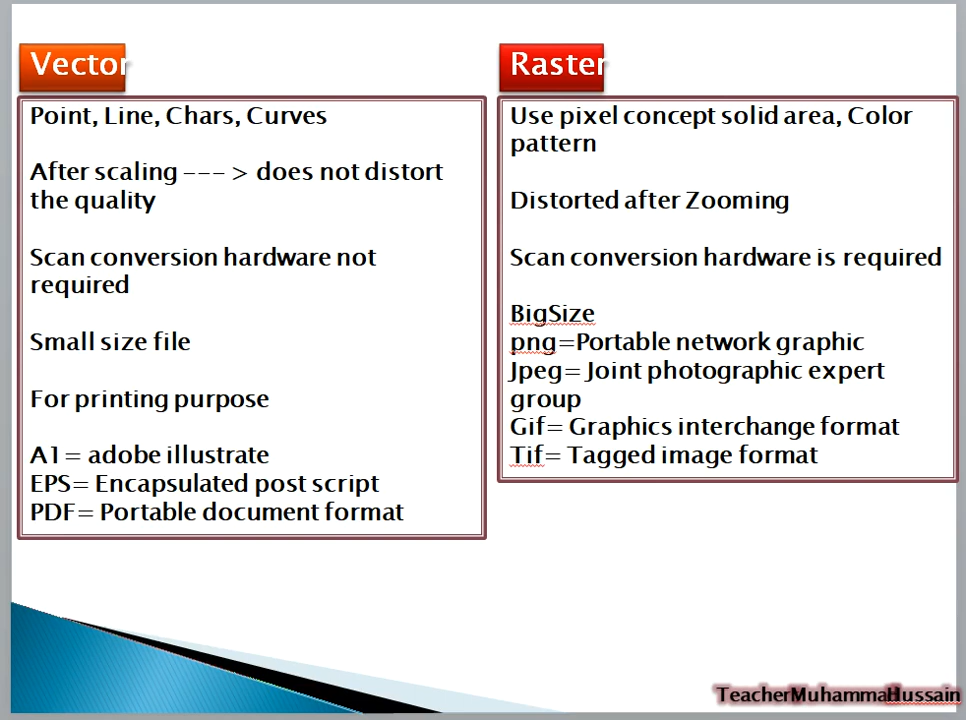 Vector
Point, Line, Chars, Curves
After scaling --- > does not distort
the quality
Scan conversion hardware not
required
Small size file
For printing purpose
A1= adobe illustrate
EPS= Encapsulated post script
PDF= Portable document format
Raster
Use pixel concept solid area, Color
pattern
Distorted after Zooming
Scan conversion hardware is required
BigSize
png=Portable network graphic
Jpeg= Joint photographic expert
group
Gif= Graphics interchange format
Tif= Tagged image format
TeacherMuhammaHussain